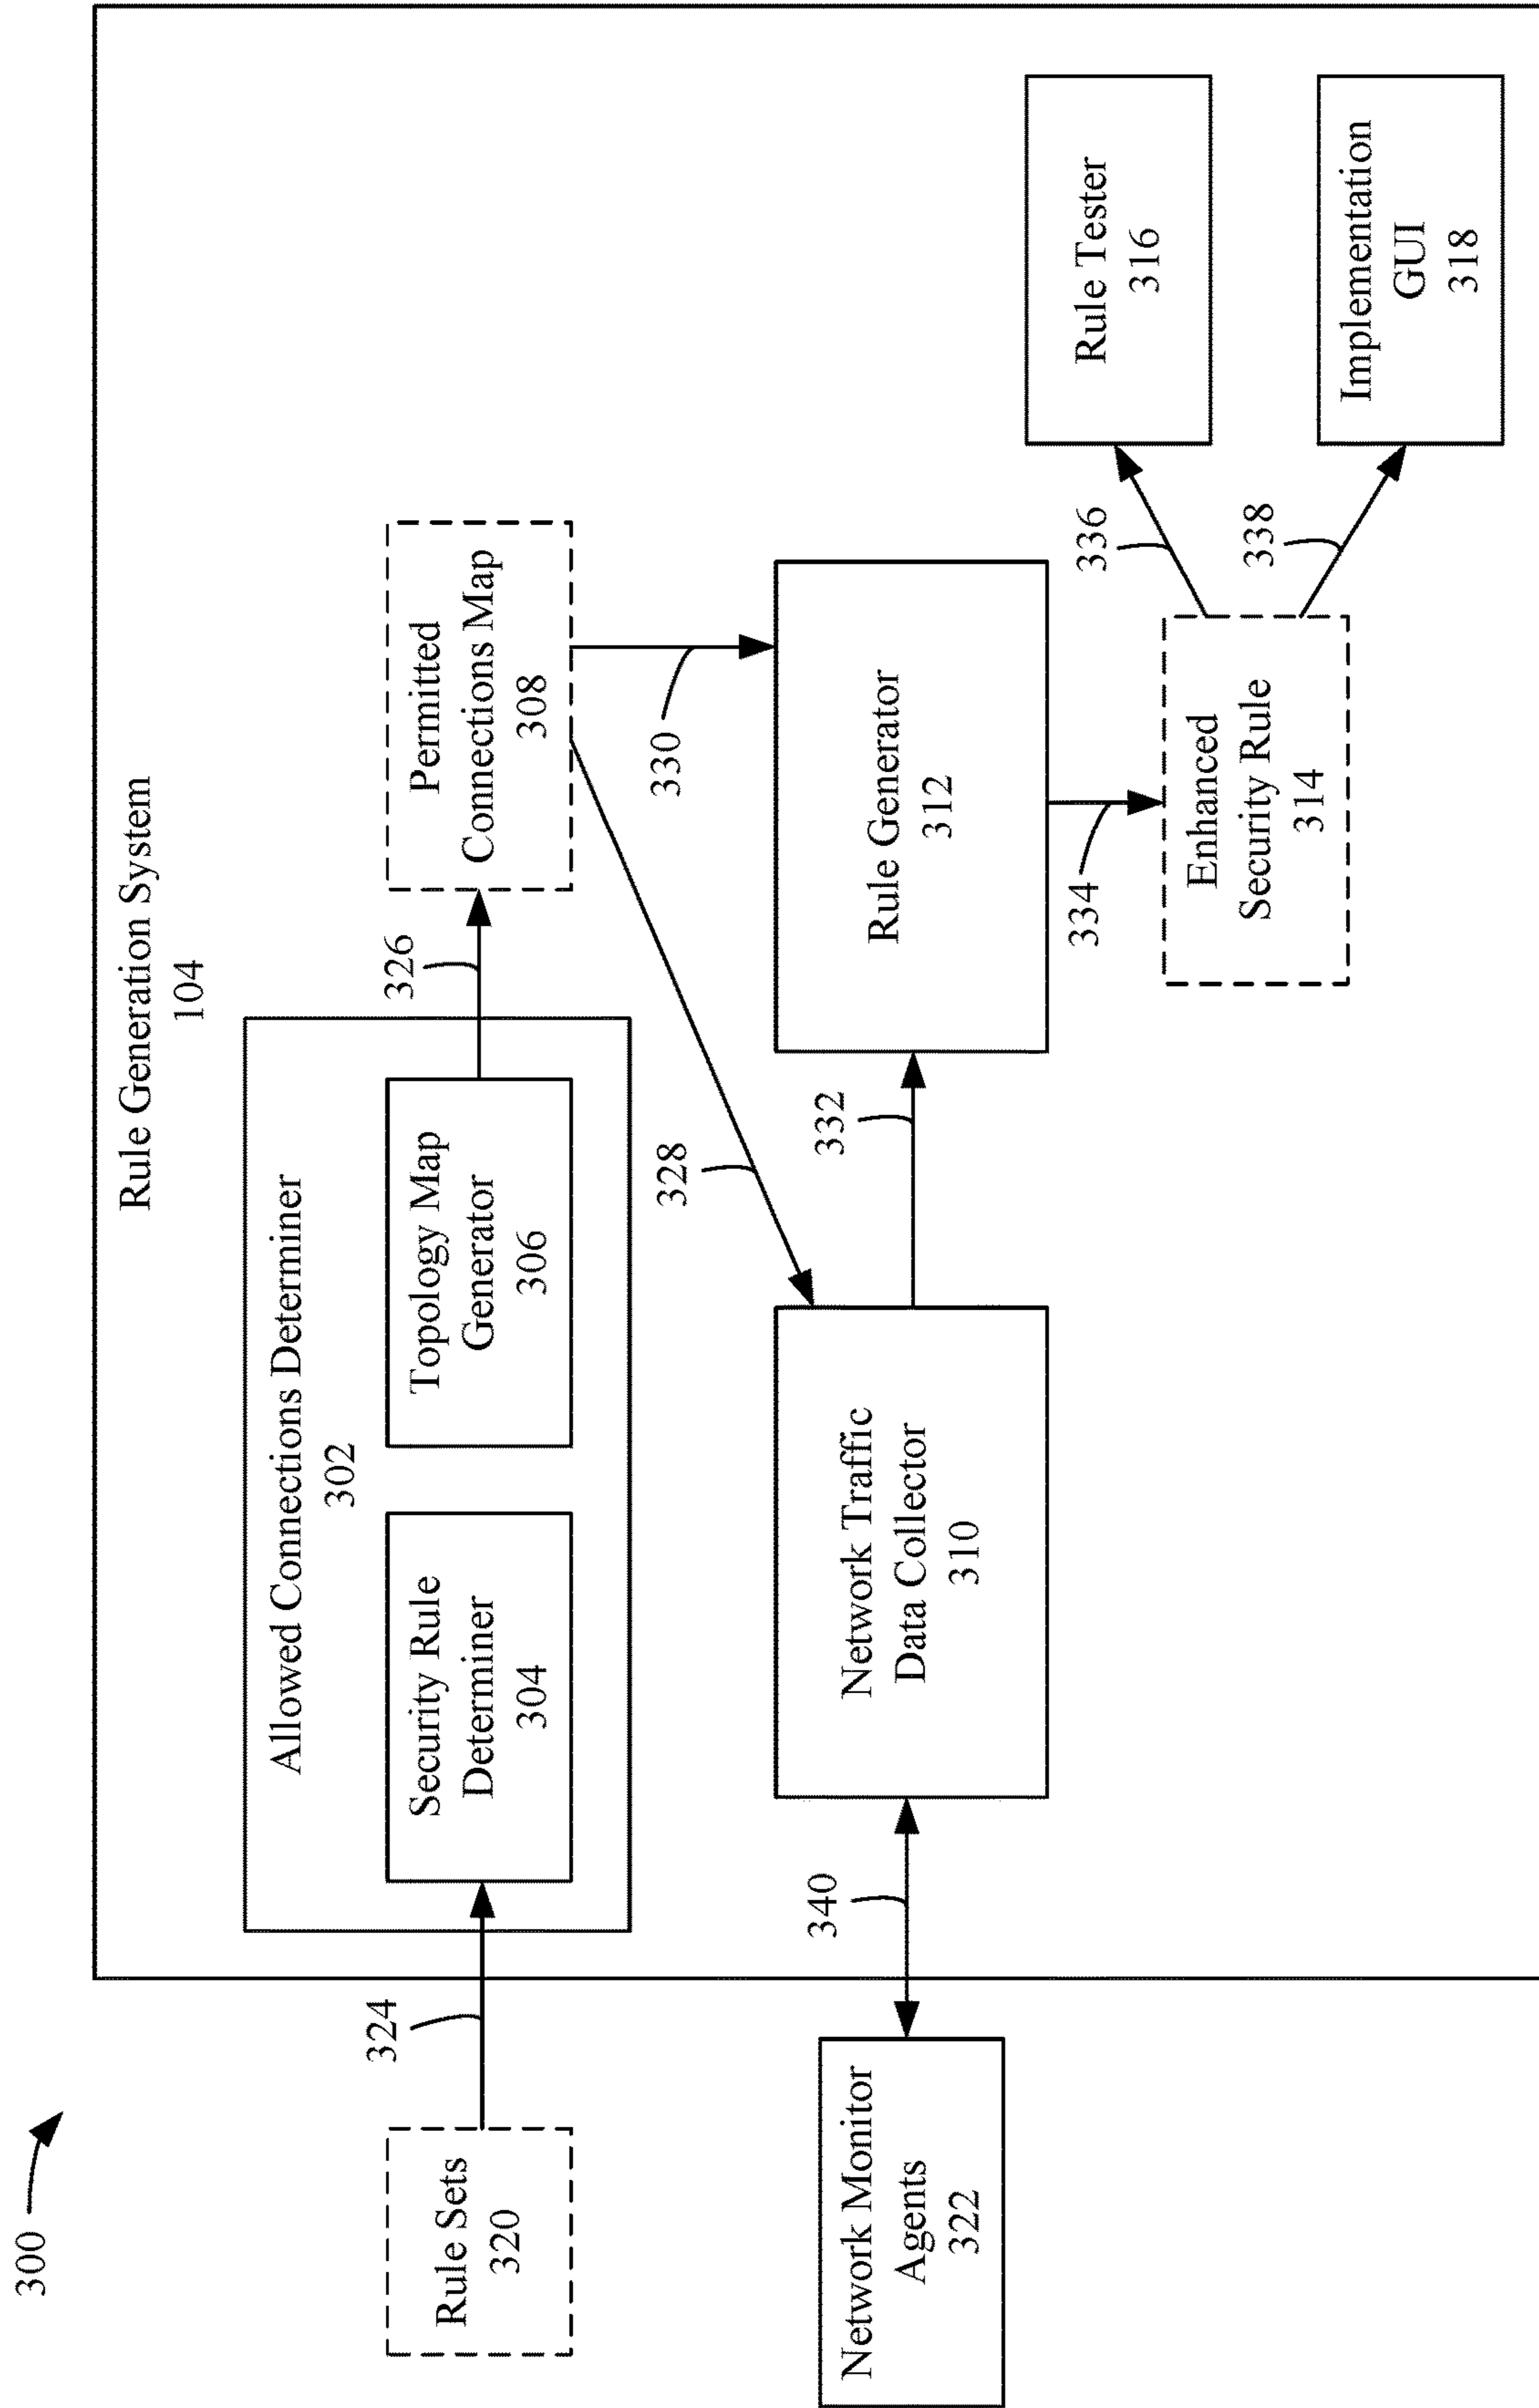 300
Rule Generation System
104
Allowed Connections Determiner
302
Rule Sets
320
324
Security Rule
Determiner
304
Topology Map
Generator
306
326
Permitted
Connections Map
308
328
330
Network Monitor
Agents
322
340
Network Traffic
Data Collector
310
332
Rule Generator
312
334
Enhanced
Security Rule
314
336
338
Rule Tester
316
Implementation
GUI
318